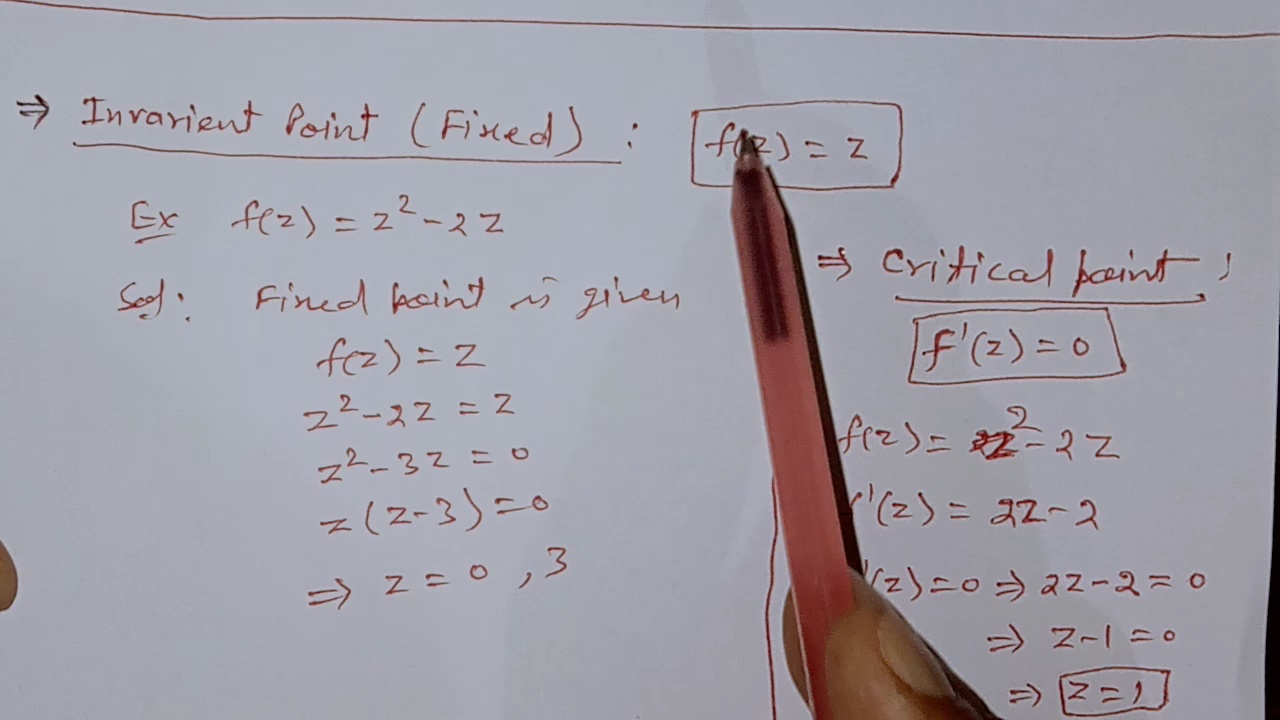 ⇒ Invarient Point (Fixed) : f(z) = z
Ex f(z) = z² - 2z
Sol: Fixed point is given
f(z) = z
z² - 2z = z
z² - 3z = 0
z(z-3) = 0
⇒ z = 0, 3
⇒ Critical point ;
f'(z) = 0
f(z) = z² - 2z
'(z) = 2z - 2
'(z) = 0 ⇒ 2z - 2 = 0
⇒ z - 1 = 0
⇒ z = 1